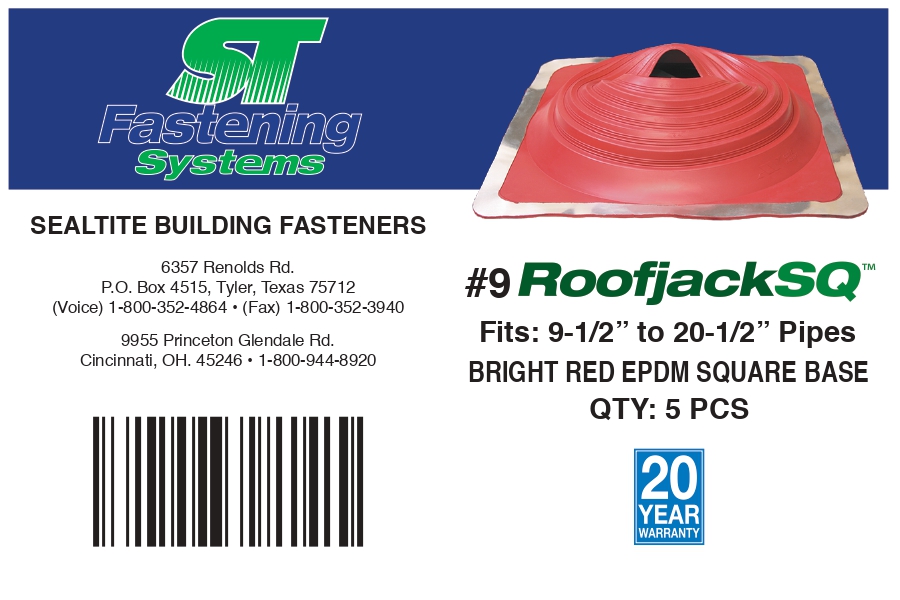 ST
Fastening
Systems
SEALTITE BUILDING FASTENERS
6357 Renolds Rd.
P.O. Box 4515, Tyler, Texas 75712
(Voice) 1-800-352-4864 • (Fax) 1-800-352-3940
9955 Princeton Glendale Rd.
Cincinnati, OH. 45246 • 1-800-944-8920
#9 RoofjackSQ™
Fits: 9-1/2” to 20-1/2” Pipes
BRIGHT RED EPDM SQUARE BASE
QTY: 5 PCS
20
YEAR
WARRANTY